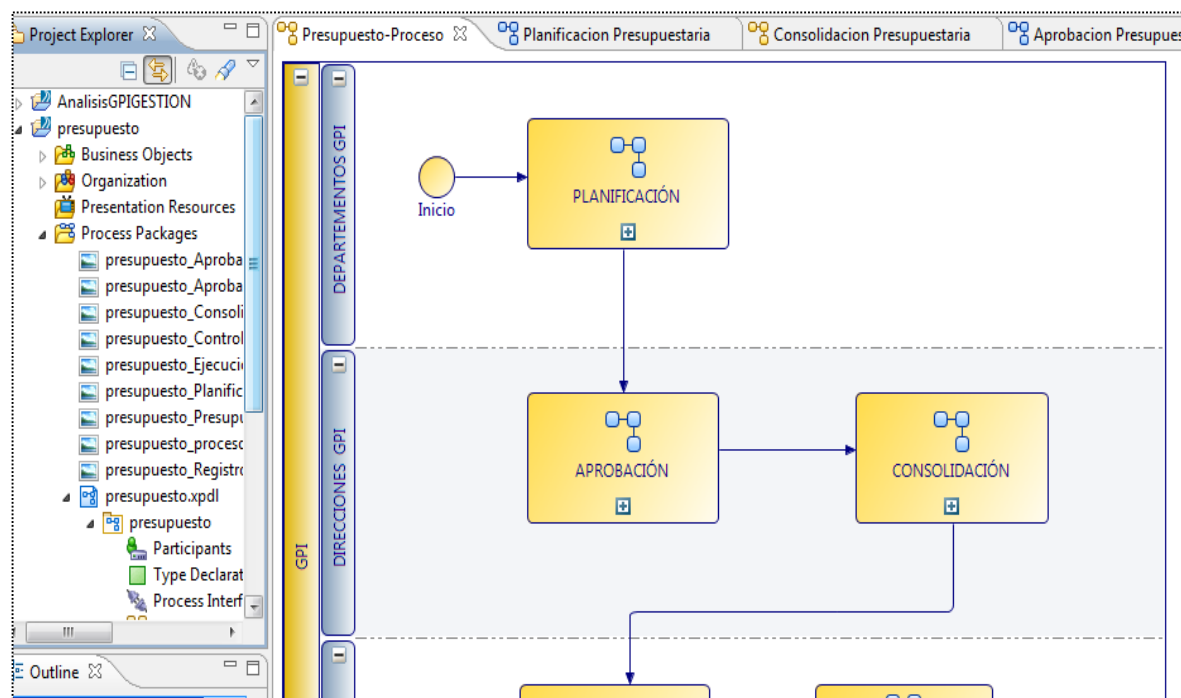 Project Explorer
Presupuesto-Proceso
Planificacion Presupuestaria
Consolidacion Presupuestaria
Aprobacion Presupues
AnalisisGPIGESTION
presupuesto
Business Objects
Organization
Presentation Resources
Process Packages
presupuesto_Aproba
presupuesto_Aproba
presupuesto_Consoli
presupuesto_Control
presupuesto_Ejecuci
presupuesto_Planific
presupuesto_Presupu
presupuesto_proceso
presupuesto_Registro
presupuesto.xpdl
presupuesto
Participants
Type Declarat
Process Interf
Outline
GPI
DEPARTEMENTOS GPI
Inicio
PLANIFICACIÓN
DIRECCIONES GPI
APROBACIÓN
CONSOLIDACIÓN